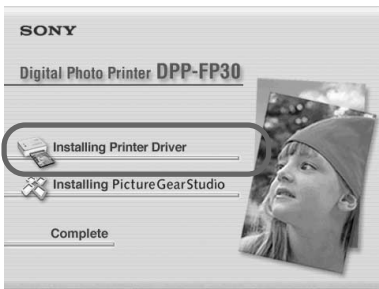 SONY
Digital Photo Printer DPP-FP30
Installing Printer Driver
Installing PictureGearStudio
Complete